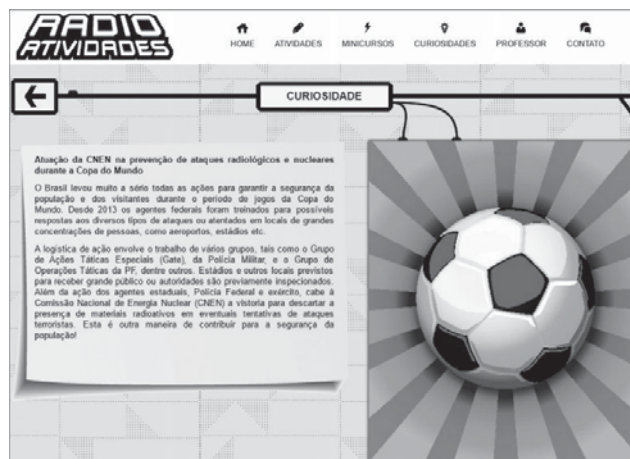 RADIO
ATIVIDADES
HOME ATIVIDADES MINICURSOS CURIOSIDADES PROFESSOR CONTATO
CURIOSIDADE
Atuação da CNEN na prevenção de ataques radiológicos e nucleares
durante a Copa do Mundo
O Brasil levou muito a sério todas as ações para garantir a segurança da
população e dos visitantes durante o período de jogos da Copa do
Mundo. Desde 2013 os agentes federais foram treinados para possíveis
respostas aos diversos tipos de ataques ou atentados em locais de grandes
concentrações de pessoas, como aeroportos, estádios etc.
A logística de ação envolve o trabalho de vários grupos, tais como o Grupo
de Ações Táticas Especiais (Gate), da Polícia Militar, e o Grupo de
Operações Táticas da PF, dentre outros. Estádios e outros locais previstos
para receber grande público ou autoridades são previamente inspecionados.
Além da ação dos agentes estaduais, Polícia Federal e exército, cabe à
Comissão Nacional de Energia Nuclear (CNEN) a vistoria para descartar a
presença de materiais radioativos em eventuais tentativas de ataques
terroristas. Esta é outra maneira de contribuir para a segurança da
população!